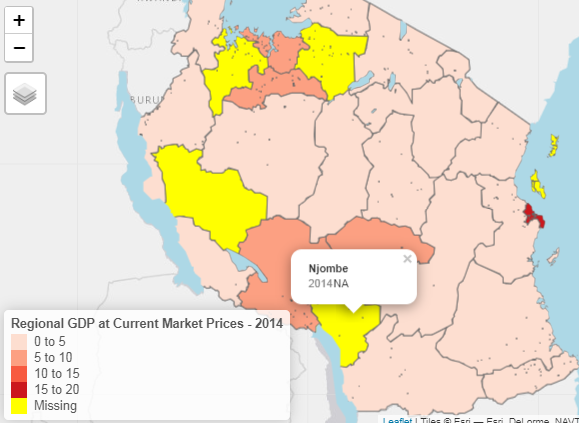 +
−
BURU
Njombe
×
2014NA
Regional GDP at Current Market Prices - 2014
0 to 5
5 to 10
10 to 15
15 to 20
Missing
Leaflet | Tiles © Esri — Esri, DeLorme, NAVT